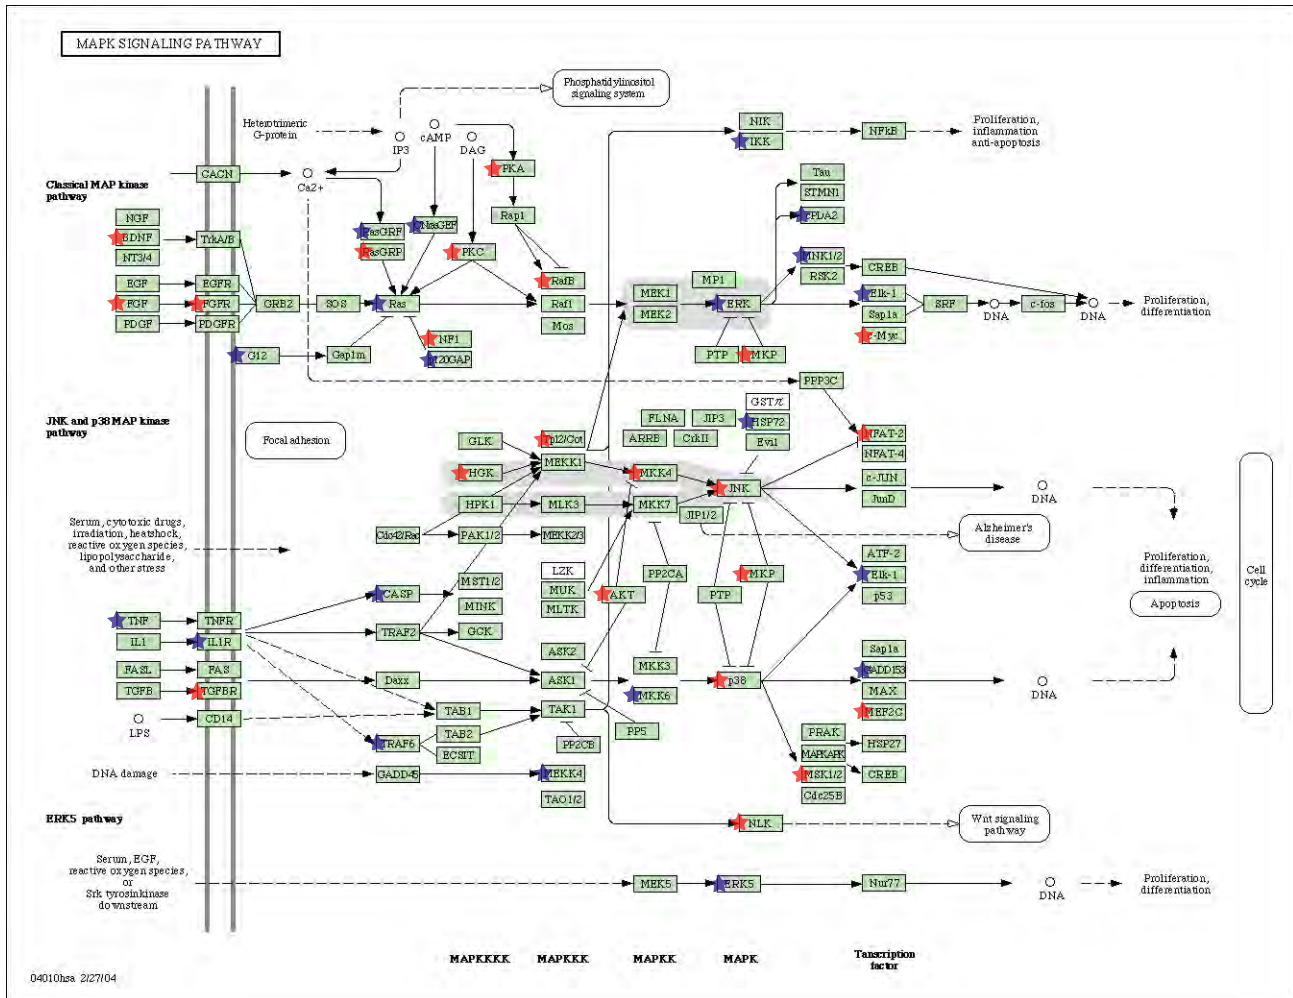 MAPK SIGNALING PATHWAY
Phosphatidylinositol
signaling system
Heterotrimeric
G-protein
IP3
cAMP
DAG
NIK
IKK
NFkB
Proliferation,
inflammation
anti-apoptosis
CACN
Ca2+
PKA
Classical MAP kinase
pathway
Tau
STMN1
cPLA2
NGF
BDNF
NT3/4
TrkA/B
RasGRF
RasGRP
CNasGEF
Rap1
PKC
MNK1/2
RSK2
CREB
EGF
EGFR
FGF
FGFR
PDGF
PDGFR
GRB2
SOS
Ras
RafB
Raf1
Mos
MEK1
MEK2
MP1
ERK
Elk-1
Sap1a
c-Myc
SRF
DNA
c-fos
DNA
Proliferation,
differentiation
G12
Gap1m
NF1
p120GAP
PTP
MKP
PPP3C
JNK and p38 MAP kinase
pathway
Focal adhesion
GLK
HGK
HPK1
Tpl2/Cot
MEKK1
MLK3
FLNA
JIP3
ARRB
CrkII
GSTπ
HSP72
Evi1
NFAT-2
NFAT-4
MKK4
MKK7
JNK
c-JUN
JunD
DNA
JIP1/2
Serum, cytotoxic drugs,
irradiation, heatshock,
reactive oxygen species,
lipopolysaccharide,
and other stress
Cdc42/Rac
PAK1/2
MEKK2/3
Alzheimer's
disease
LZK
MUK
MLTK
PP2CA
AKT
PTP
MKP
ATF-2
Elk-1
p53
Proliferation,
differentiation,
inflammation
Apoptosis
Cell
cycle
CASP
MST1/2
MINK
GCK
TNF
TNFR
IL1
IL1R
TRAF2
FASL
FAS
TGFB
TGFBR
Daxx
ASK2
ASK1
MKK3
MKK6
p38
Sap1a
GADD153
MAX
MEF2C
DNA
LPS
CD14
TAB1
TAB2
ECSIT
TAK1
PP2CB
PP5
TRAF6
PRAK
MAPKAPK
MSK1/2
Cdc25B
HSP27
CREB
DNA damage
GADD45
MEKK4
TAO1/2
ERK5 pathway
NLK
Wnt signaling
pathway
Serum, EGF,
reactive oxygen species,
or
Srk tyrosinkinase
downstream
MEK5
ERK5
Nur77
DNA
Proliferation,
differentiation
MAPKKKK
MAPKKK
MAPKK
MAPK
Tanscription
factor
04010hsa 2/27/04